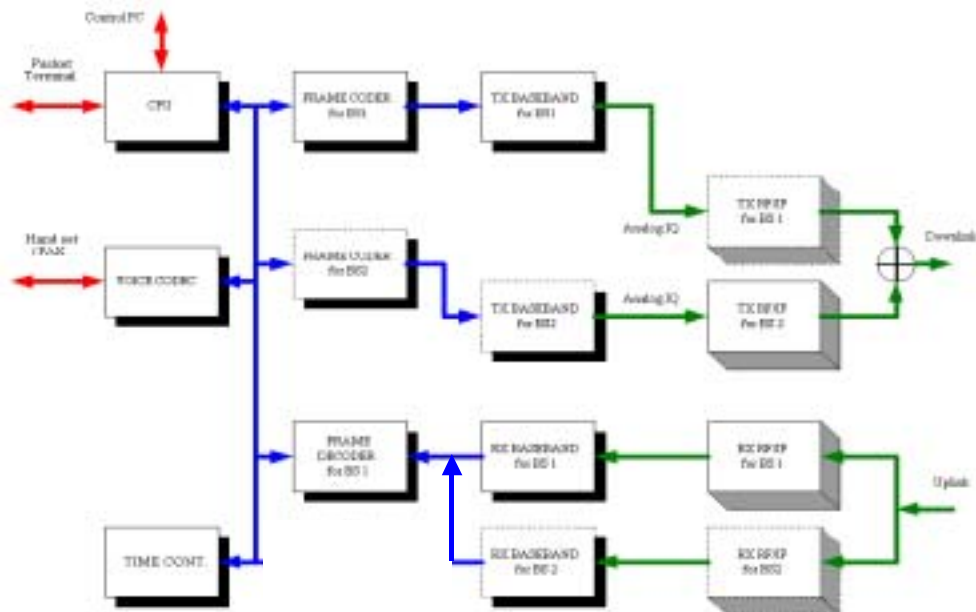 Control PC
Packet
Terminal
CPU
FRAME CODER
for BS1
TX BASEBAND
for BS1
TX RF/IF
for BS 1
Analog IQ
Downlink
Hand set
VOICE CODEC
FRAME CODER
for BS2
TX BASEBAND
for BS2
Analog IQ
TX RF/IF
for BS 2
FRAME
DECODER
for BS 1
RX BASEBAND
for BS 1
RX RF/IF
for BS 1
Uplink
TIME CONT.
RX BASEBAND
for BS 2
RX RF/IF
for BS2